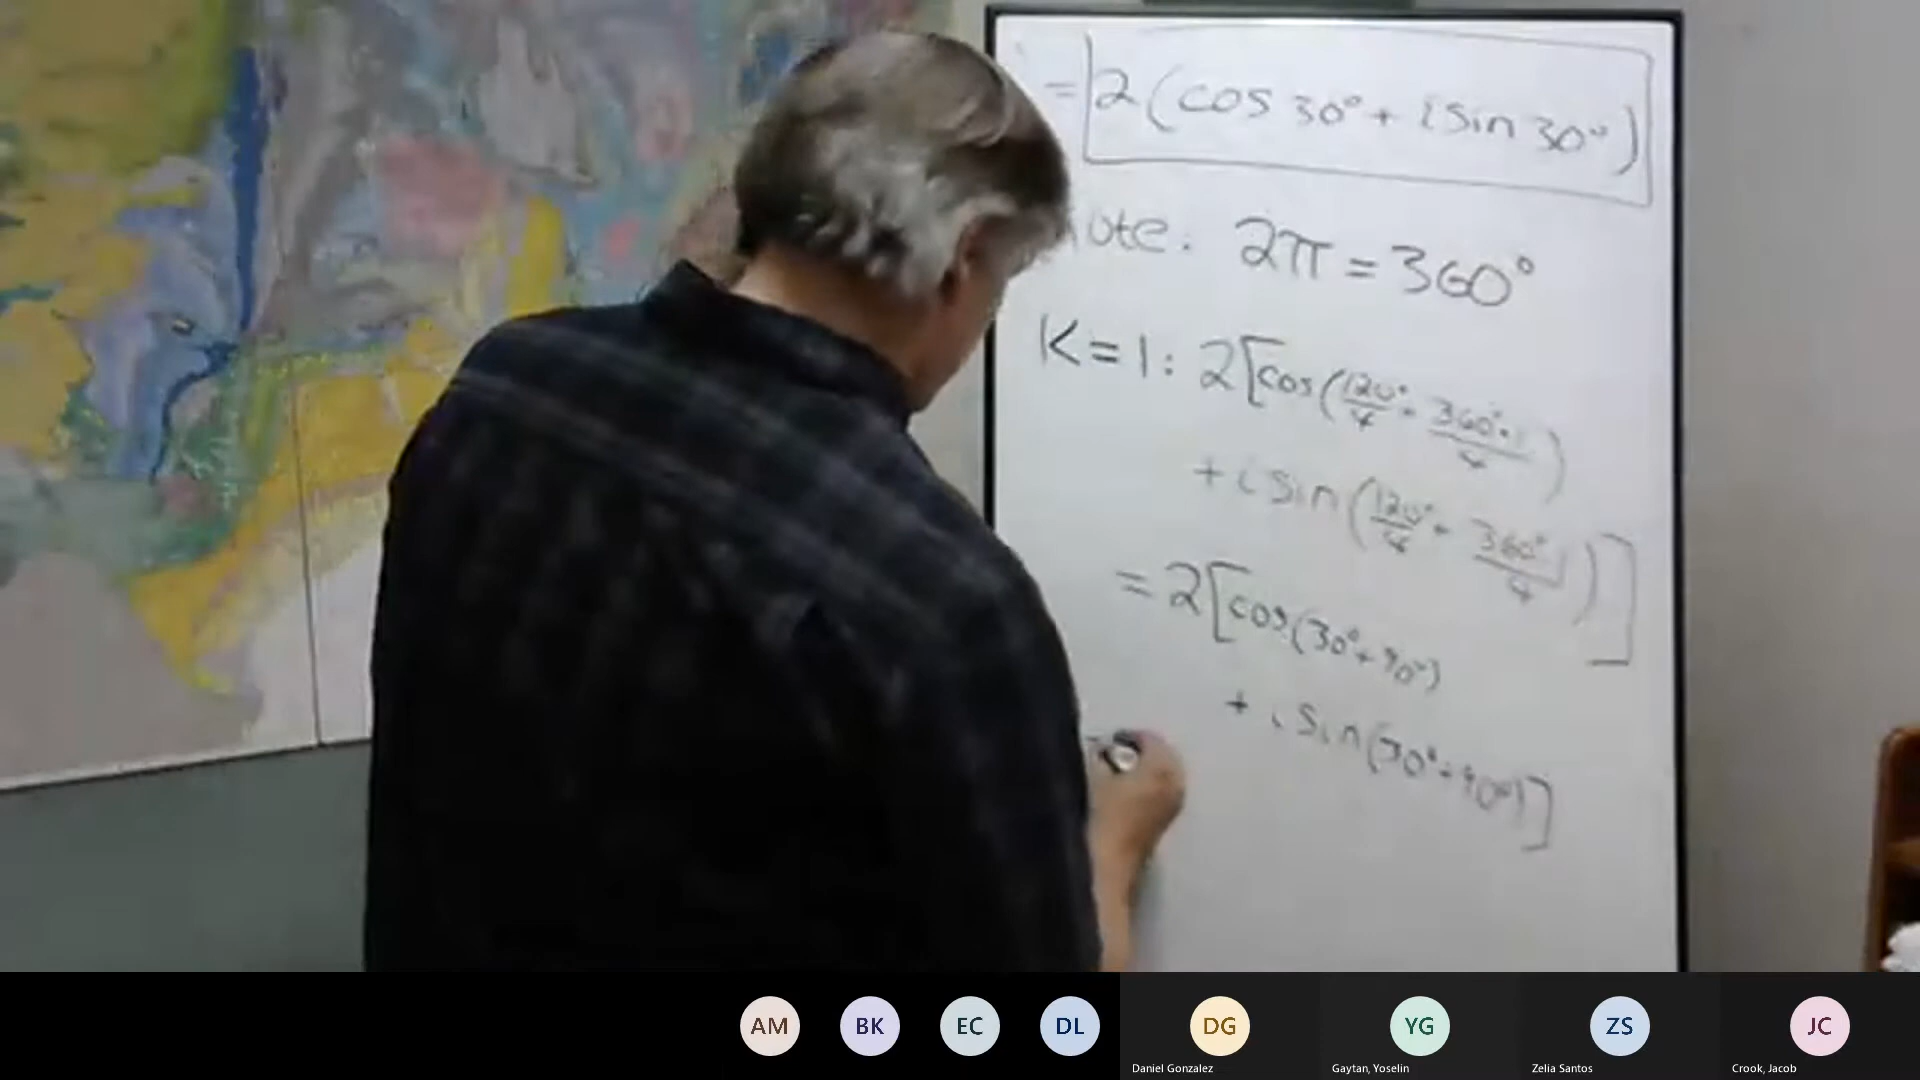 = 2(cos 30° + i sin 30°)
ote: 2π = 360°
K = 1: 2[cos(120°/4 + 360°·1/4)
+ i sin(120°/4 + 360°·1/4)]
= 2[cos(30° + 90°)
+ i sin(30° + 90°)]
AM BK EC DL DG YG ZS JC
Daniel Gonzalez Gaytan, Yoselin Zelia Santos Crook, Jacob